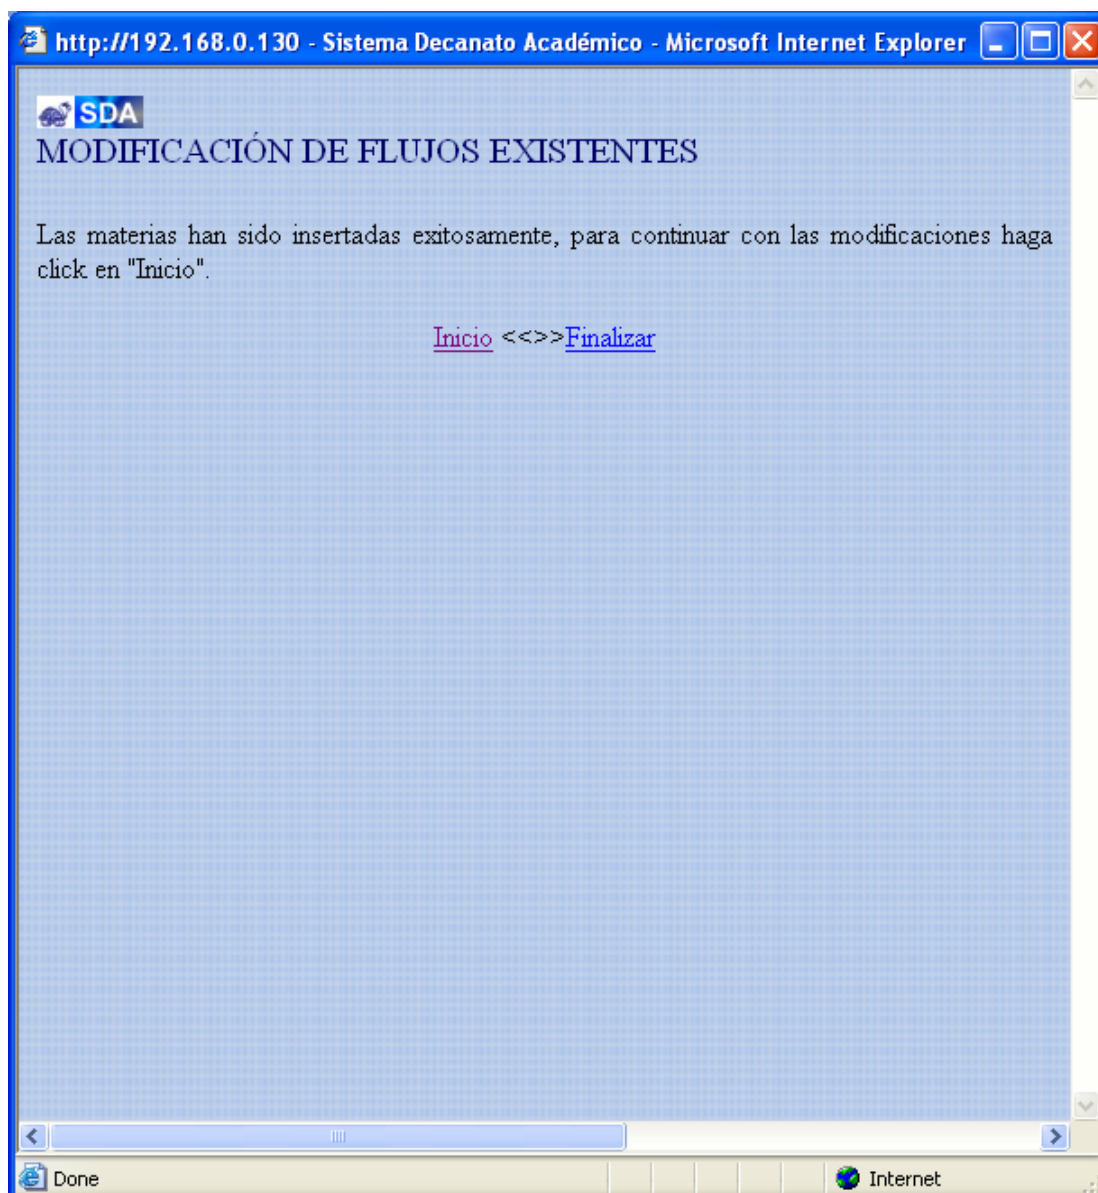 http://192.168.0.130 - Sistema Decanato Académico - Microsoft Internet Explorer
SDA
MODIFICACIÓN DE FLUJOS EXISTENTES
Las materias han sido insertadas exitosamente, para continuar con las modificaciones haga
click en "Inicio".
Inicio <<>>Finalizar
Done Internet